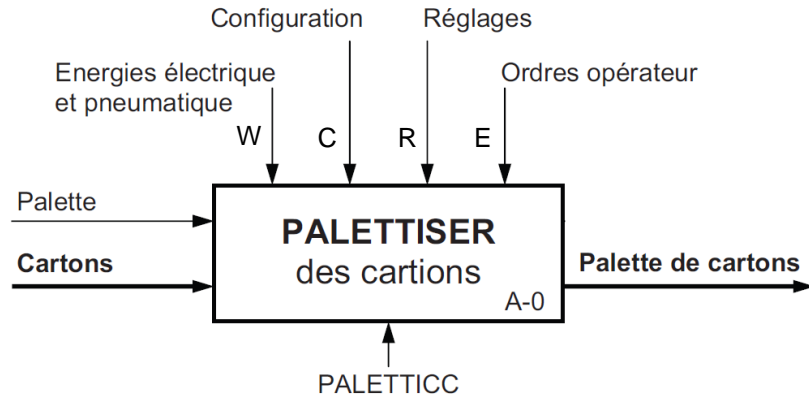 Configuration
Réglages
Energies électrique
et pneumatique
Ordres opérateur
W
C
R
E
Palette
Cartons
PALETTISER
des cartions
A-0
Palette de cartons
PALETTICC